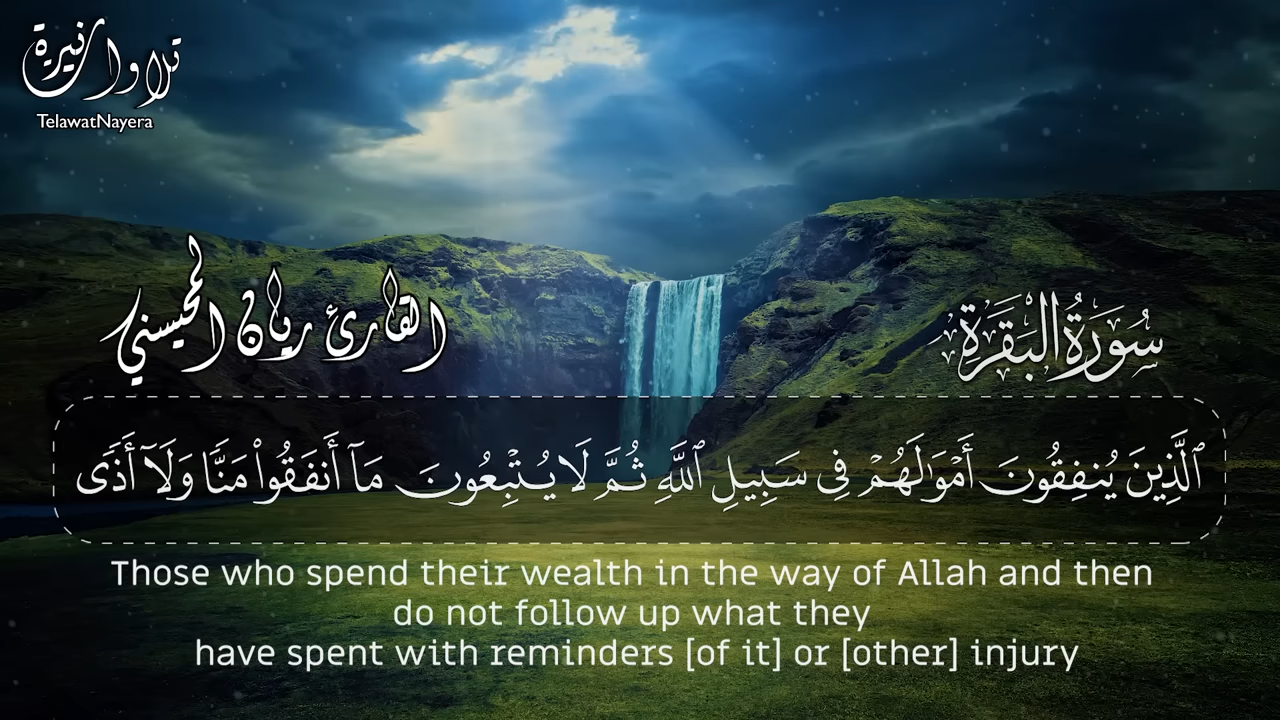 تلاوات نيرة
TelawatNayera
سُورَةُ البَقَرَة
القارئ ريان المحيسني
ٱلَّذِينَ يُنفِقُونَ أَمْوَٰلَهُمْ فِى سَبِيلِ ٱللَّهِ ثُمَّ لَا يُتْبِعُونَ مَآ أَنفَقُوا۟ مَنًّا وَلَآ أَذًى
Those who spend their wealth in the way of Allah and then
do not follow up what they
have spent with reminders [of it] or [other] injury